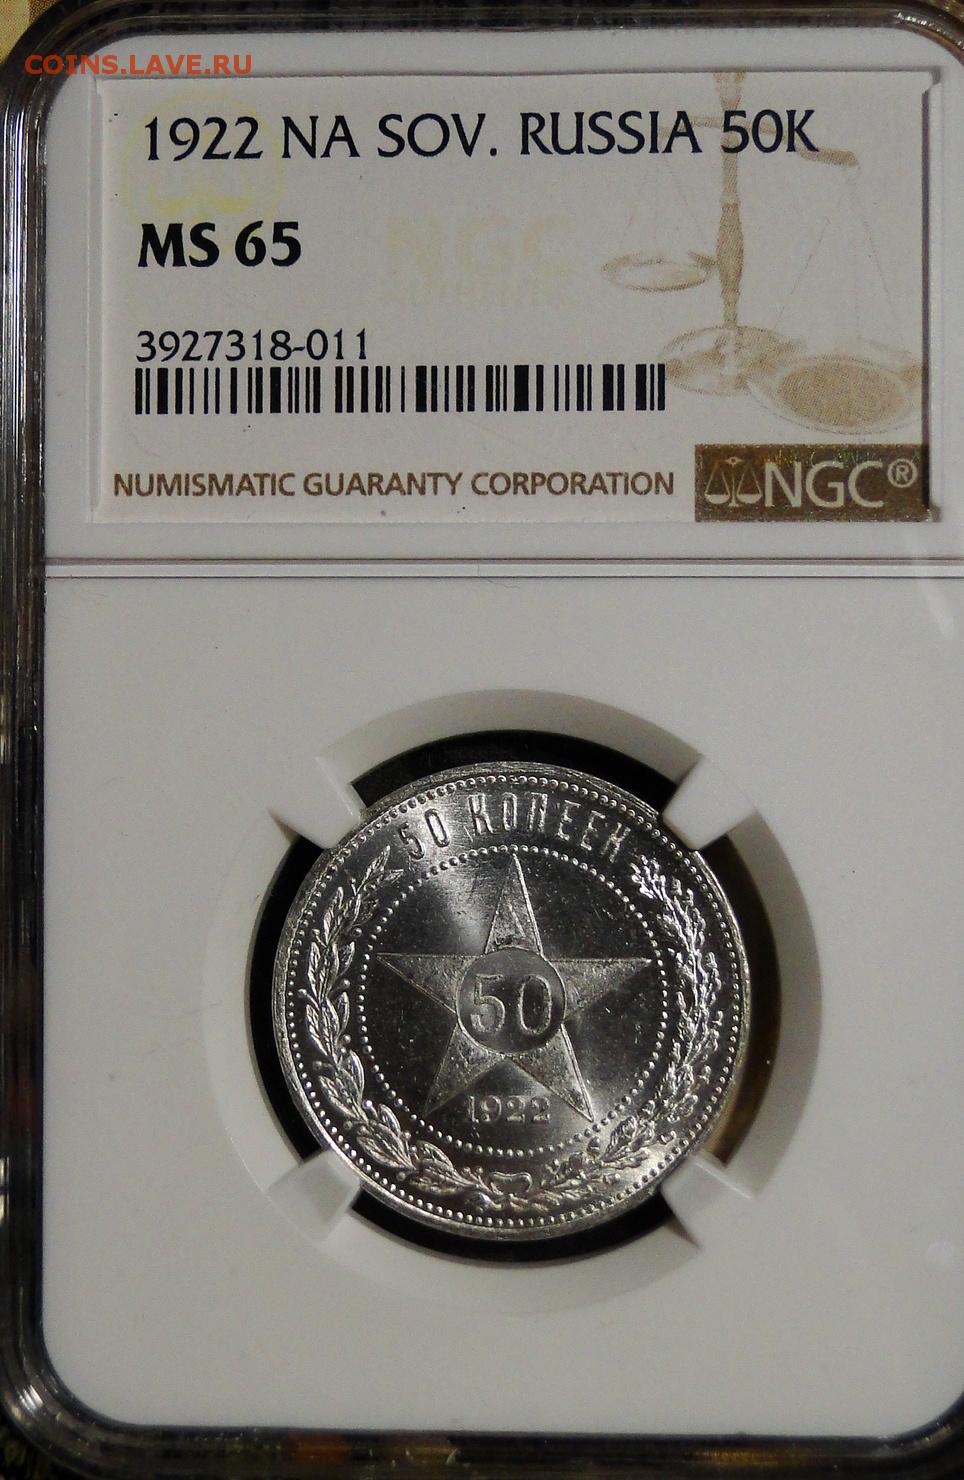 COINS.LAVE.RU
1922 NA SOV. RUSSIA 50K
MS 65
3927318-011
NUMISMATIC GUARANTY CORPORATION
NGC®
NGC
50 КОПЕЕК
50
1922